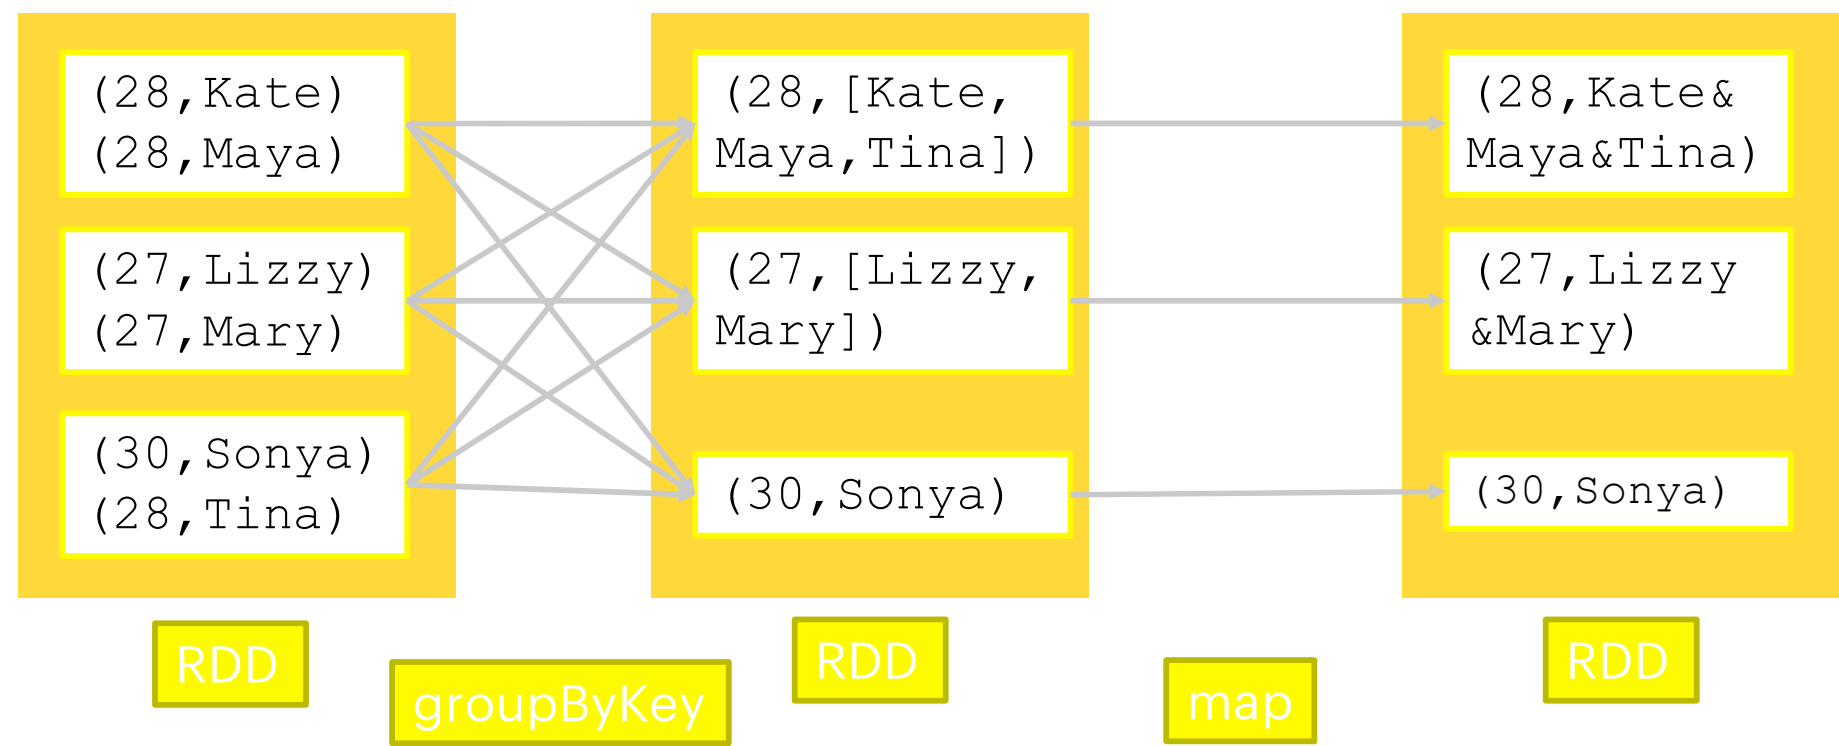 (28,Kate)
(28,Maya)
(27,Lizzy)
(27,Mary)
(30,Sonya)
(28,Tina)
RDD
groupByKey
(28,[Kate,
Maya,Tina])
(27,[Lizzy,
Mary])
(30,Sonya)
RDD
map
(28,Kate&
Maya&Tina)
(27,Lizzy
&Mary)
(30,Sonya)
RDD